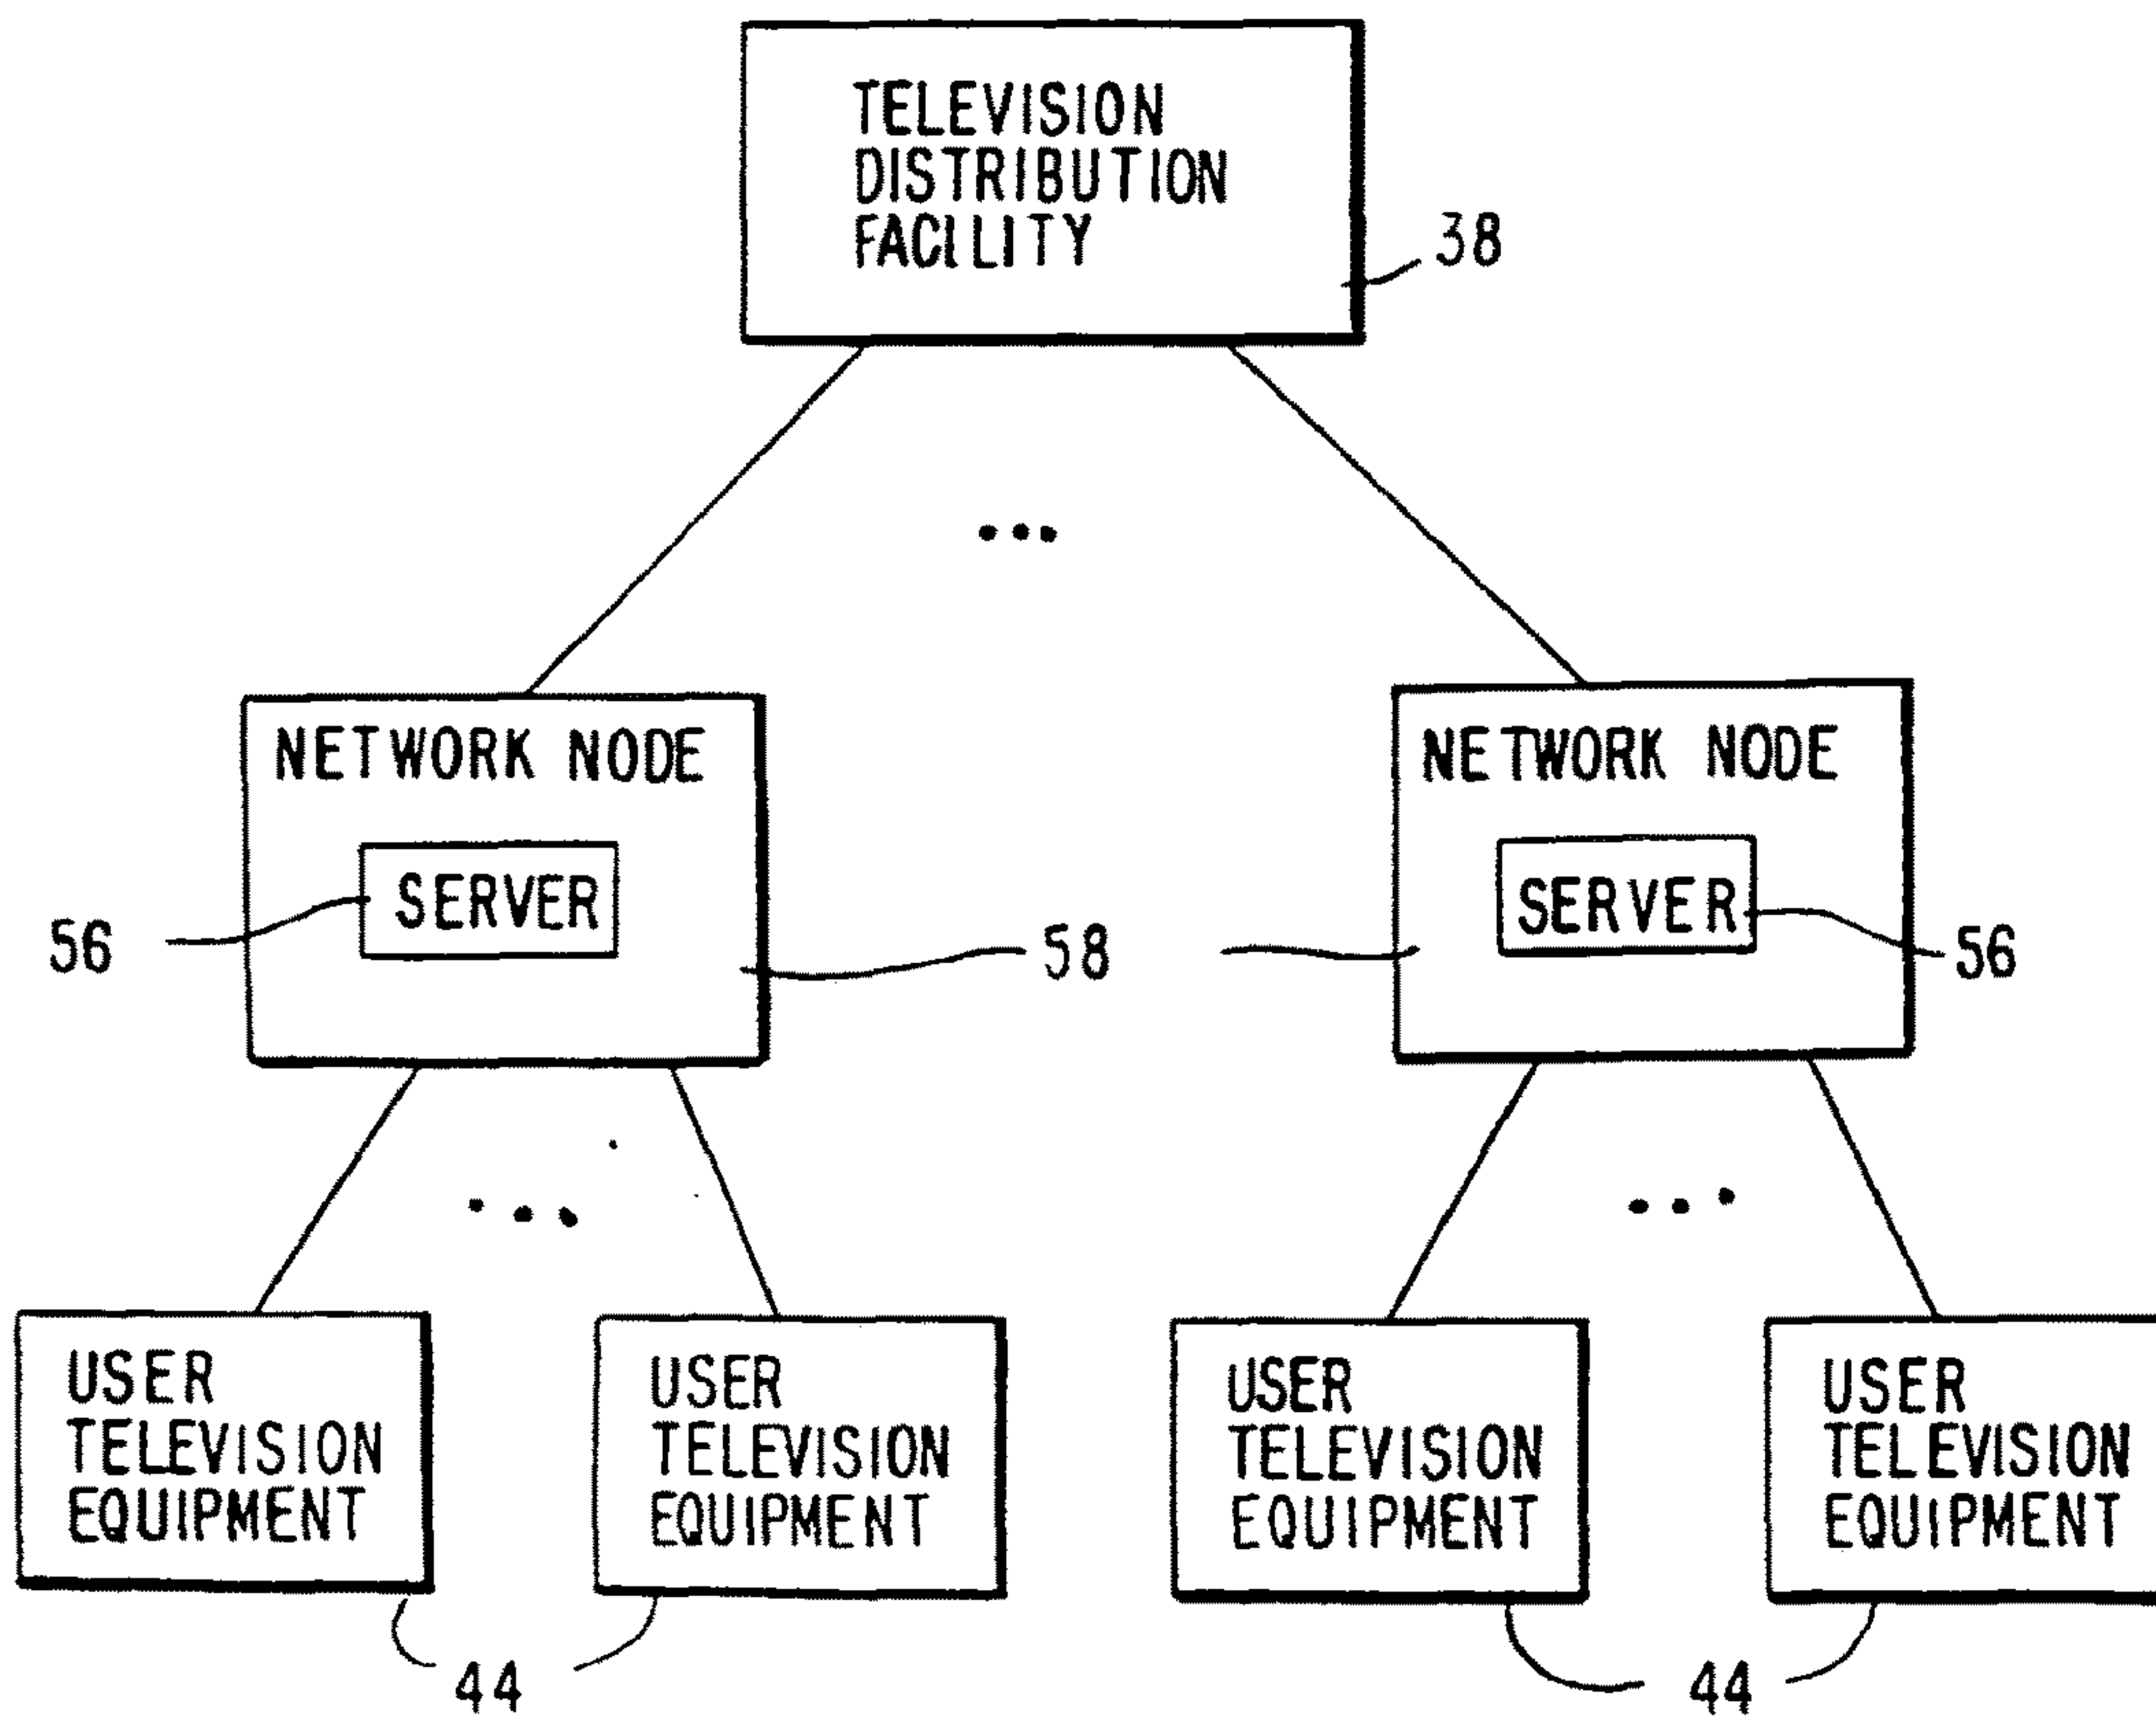 TELEVISION
DISTRIBUTION
FACILITY
38
NETWORK NODE
SERVER
56
58
NETWORK NODE
SERVER
56
USER
TELEVISION
EQUIPMENT
USER
TELEVISION
EQUIPMENT
44
USER
TELEVISION
EQUIPMENT
USER
TELEVISION
EQUIPMENT
44